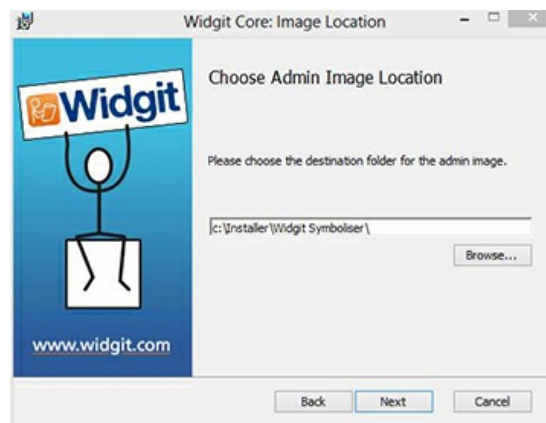 Widgit Core: Image Location
Widgit
Choose Admin Image Location
Please choose the destination folder for the admin image.
c:\Installer\Widgit Symboliser\
Browse...
www.widgit.com
Back Next Cancel